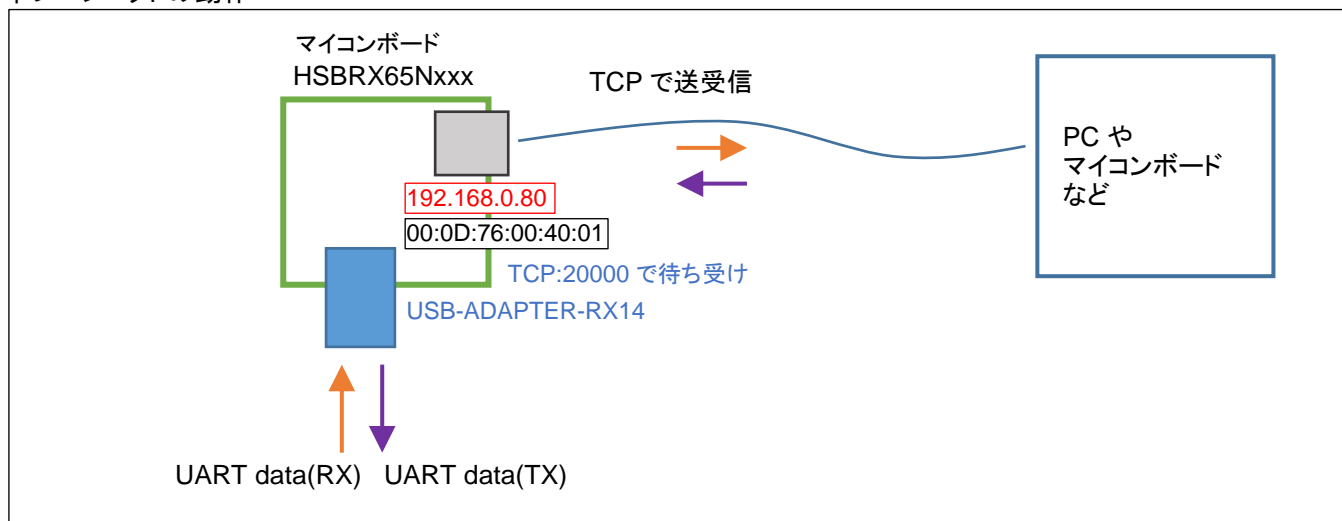 マイコンボード
HSBRX65Nxxx
TCP で送受信
PC や
マイコンボード
など
192.168.0.80
00:0D:76:00:40:01
TCP:20000 で待ち受け
USB-ADAPTER-RX14
UART data(RX) UART data(TX)